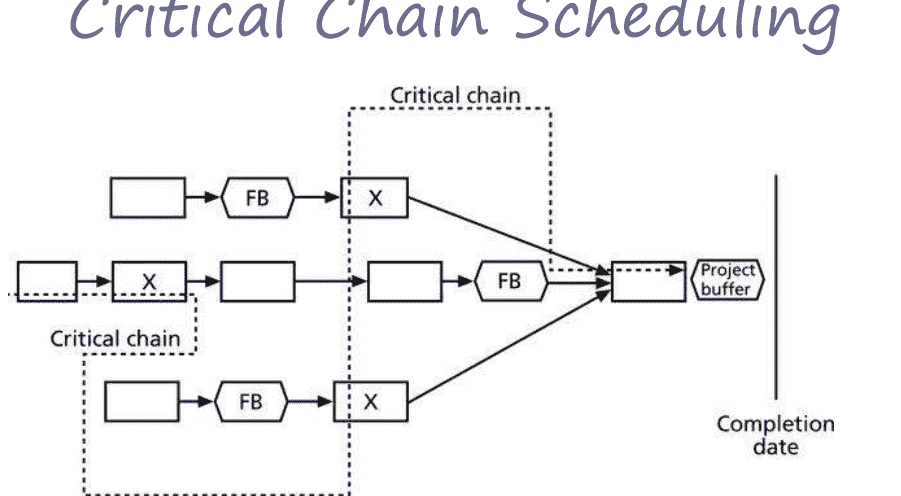 Critical Chain Scheduling
Critical chain
FB
X
X
FB
Project
buffer
Critical chain
FB
X
Completion
date